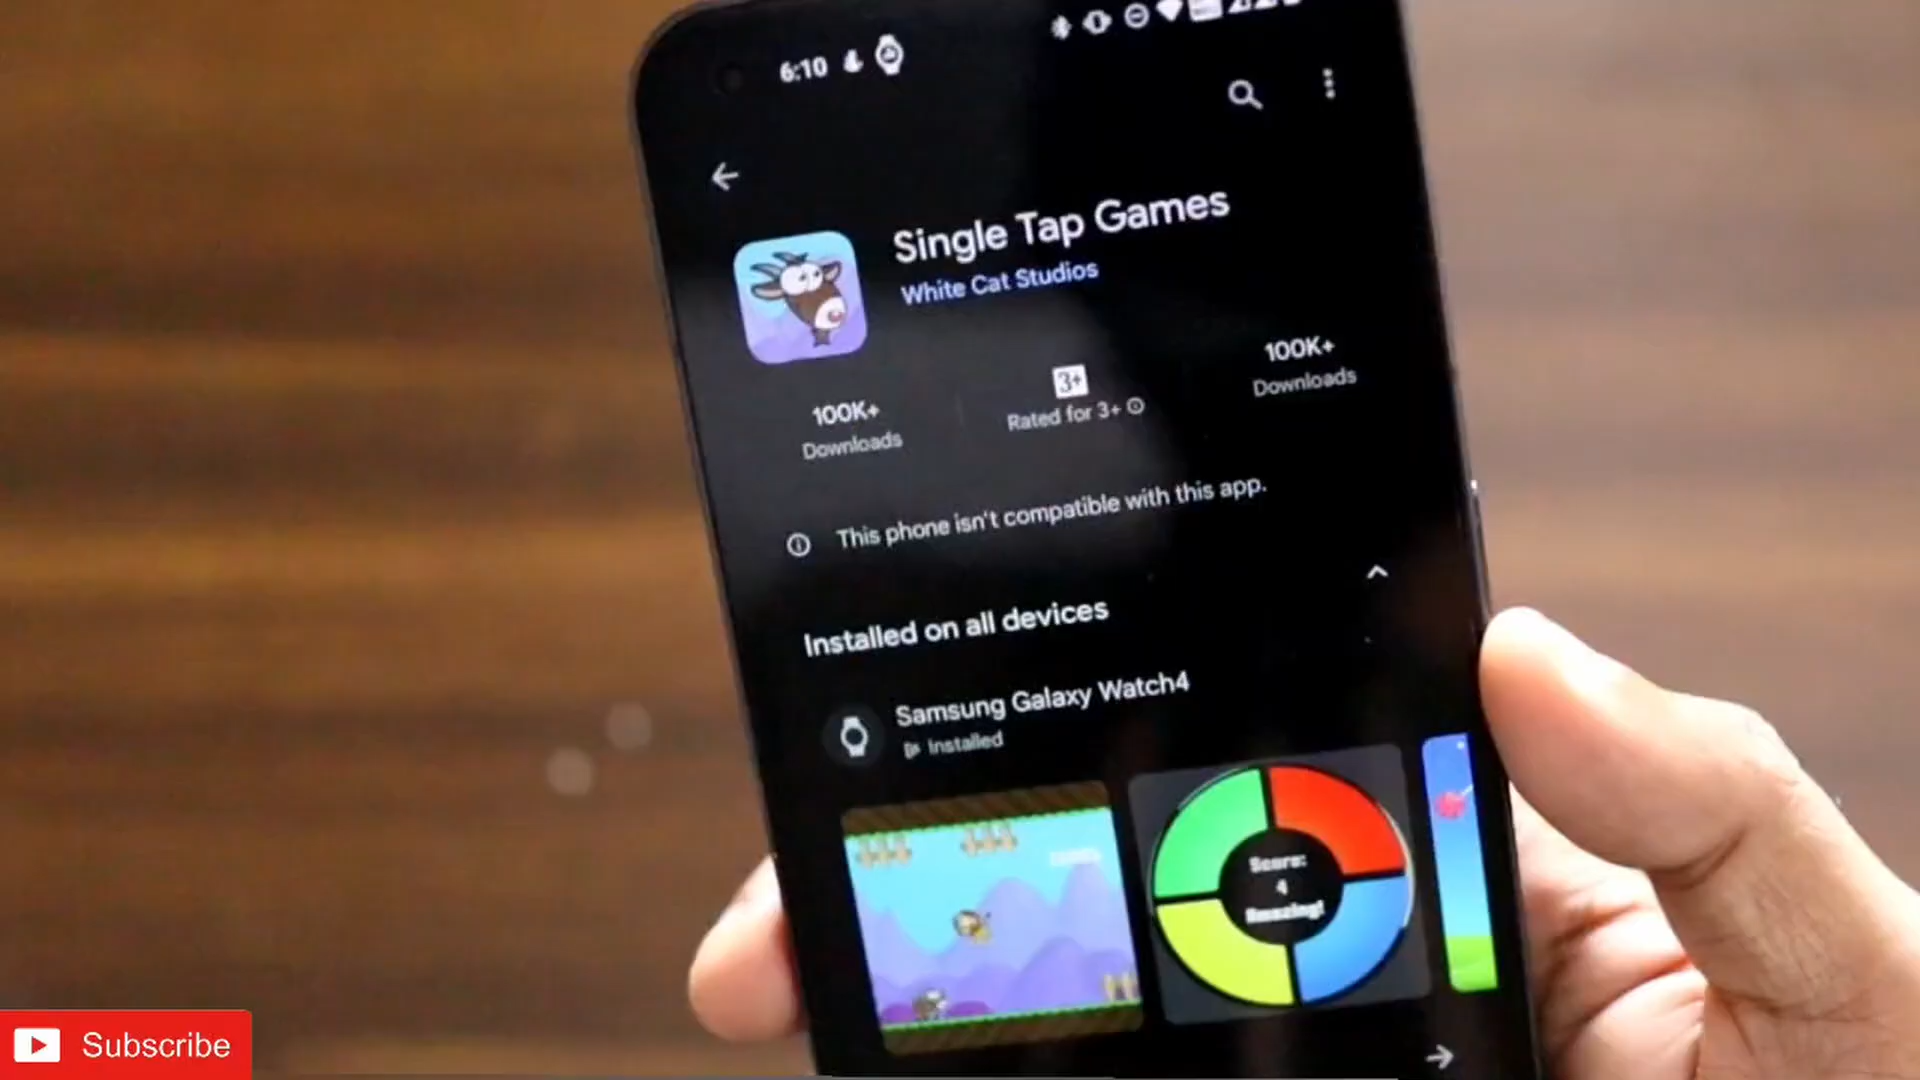 6:10
Single Tap Games
White Cat Studios
100K+
Downloads
3+
Rated for 3+
100K+
Downloads
This phone isn't compatible with this app.
Installed on all devices
Samsung Galaxy Watch4
Installed
Score:
4
Amazing!
Subscribe